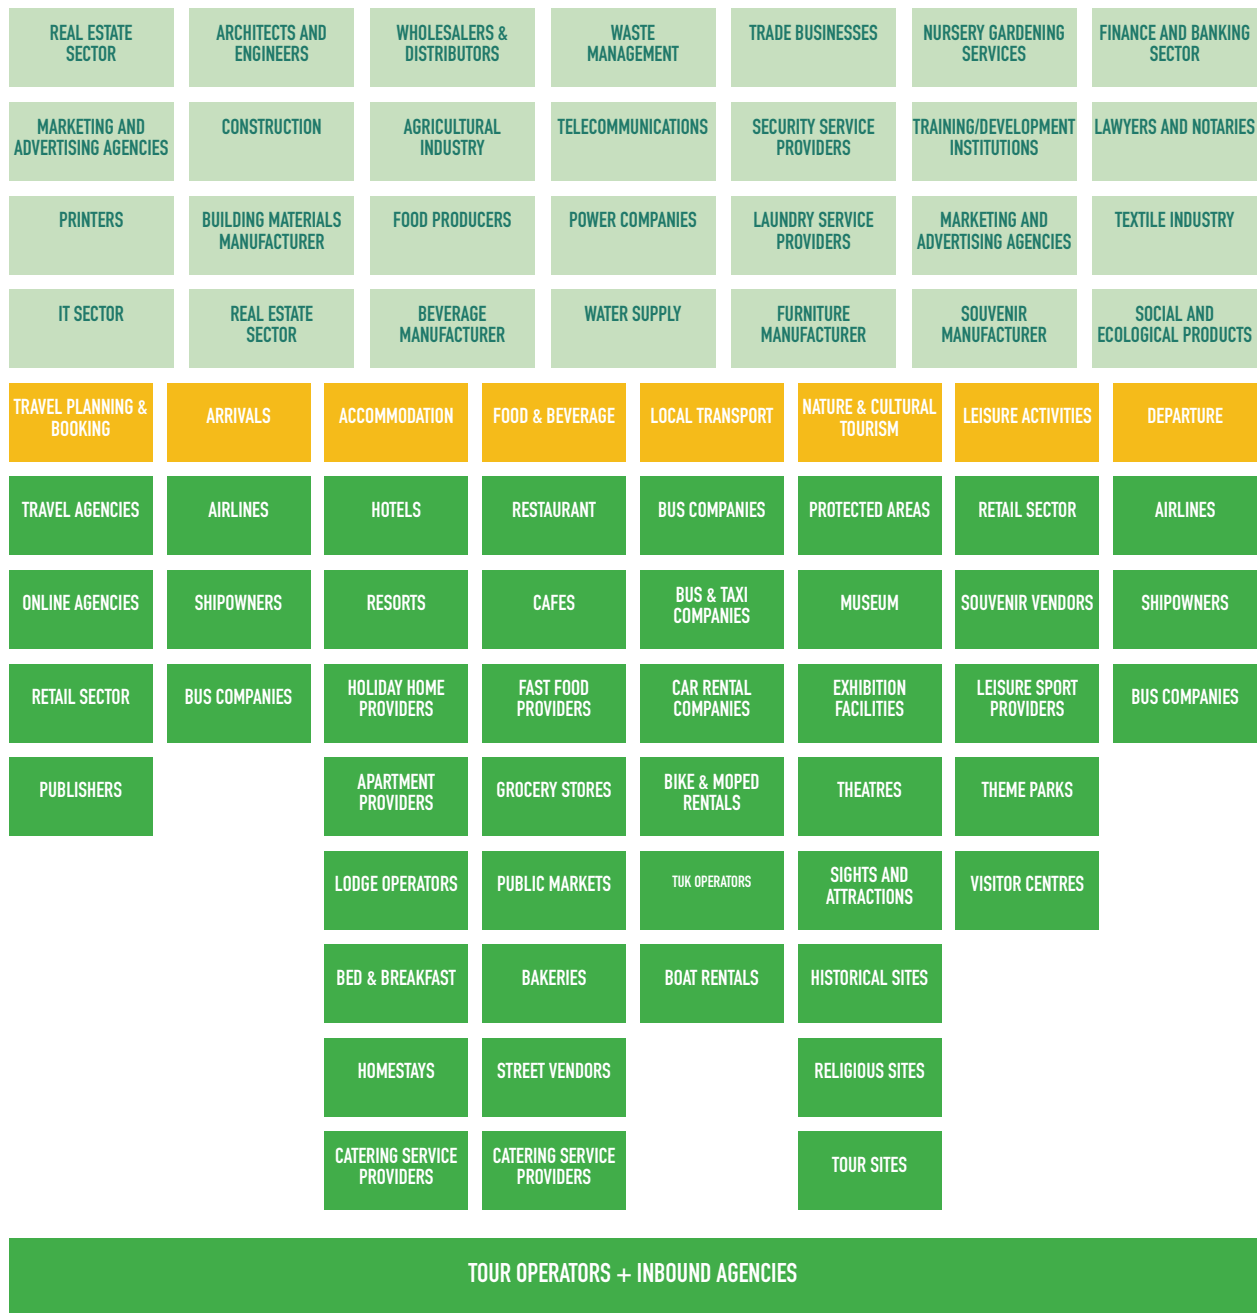 REAL ESTATE
SECTOR
ARCHITECTS AND
ENGINEERS
WHOLESALERS &
DISTRIBUTORS
WASTE
MANAGEMENT
TRADE BUSINESSES
NURSERY GARDENING
SERVICES
FINANCE AND BANKING
SECTOR
MARKETING AND
ADVERTISING AGENCIES
CONSTRUCTION
AGRICULTURAL
INDUSTRY
TELECOMMUNICATIONS
SECURITY SERVICE
PROVIDERS
TRAINING/DEVELOPMENT
INSTITUTIONS
LAWYERS AND NOTARIES
PRINTERS
BUILDING MATERIALS
MANUFACTURER
FOOD PRODUCERS
POWER COMPANIES
LAUNDRY SERVICE
PROVIDERS
MARKETING AND
ADVERTISING AGENCIES
TEXTILE INDUSTRY
IT SECTOR
REAL ESTATE
SECTOR
BEVERAGE
MANUFACTURER
WATER SUPPLY
FURNITURE
MANUFACTURER
SOUVENIR
MANUFACTURER
SOCIAL AND
ECOLOGICAL PRODUCTS
TRAVEL PLANNING &
BOOKING
ARRIVALS
ACCOMMODATION
FOOD & BEVERAGE
LOCAL TRANSPORT
NATURE & CULTURAL
TOURISM
LEISURE ACTIVITIES
DEPARTURE
TRAVEL AGENCIES
AIRLINES
HOTELS
RESTAURANT
BUS COMPANIES
PROTECTED AREAS
RETAIL SECTOR
AIRLINES
ONLINE AGENCIES
SHIPOWNERS
RESORTS
CAFES
BUS & TAXI
COMPANIES
MUSEUM
SOUVENIR VENDORS
SHIPOWNERS
RETAIL SECTOR
BUS COMPANIES
HOLIDAY HOME
PROVIDERS
FAST FOOD
PROVIDERS
CAR RENTAL
COMPANIES
EXHIBITION
FACILITIES
LEISURE SPORT
PROVIDERS
BUS COMPANIES
PUBLISHERS
APARTMENT
PROVIDERS
GROCERY STORES
BIKE & MOPED
RENTALS
THEATRES
THEME PARKS
LODGE OPERATORS
PUBLIC MARKETS
TUK OPERATORS
SIGHTS AND
ATTRACTIONS
VISITOR CENTRES
BED & BREAKFAST
BAKERIES
BOAT RENTALS
HISTORICAL SITES
HOMESTAYS
STREET VENDORS
RELIGIOUS SITES
CATERING SERVICE
PROVIDERS
CATERING SERVICE
PROVIDERS
TOUR SITES
TOUR OPERATORS + INBOUND AGENCIES